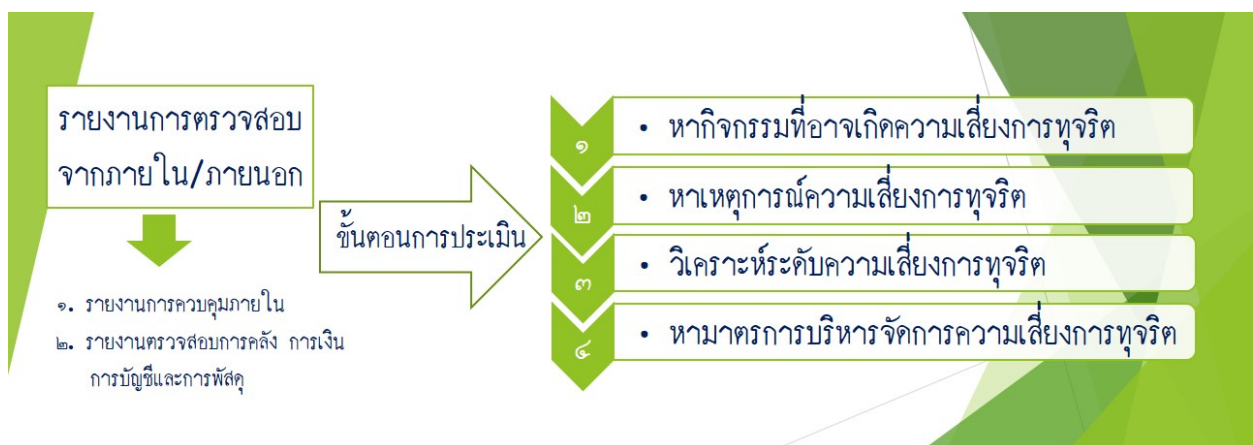 รายงานการตรวจสอบ
จากภายใน/ภายนอก
๑. รายงานการควบคุมภายใน
๒. รายงานตรวจสอบการคลัง การเงิน
การบัญชีและการพัสดุ
ขั้นตอนการประเมิน
๑
• หากิจกรรมที่อาจเกิดความเสี่ยงการทุจริต
๒
• หาเหตุการณ์ความเสี่ยงการทุจริต
๓
• วิเคราะห์ระดับความเสี่ยงการทุจริต
๔
• หามาตรการบริหารจัดการความเสี่ยงการทุจริต